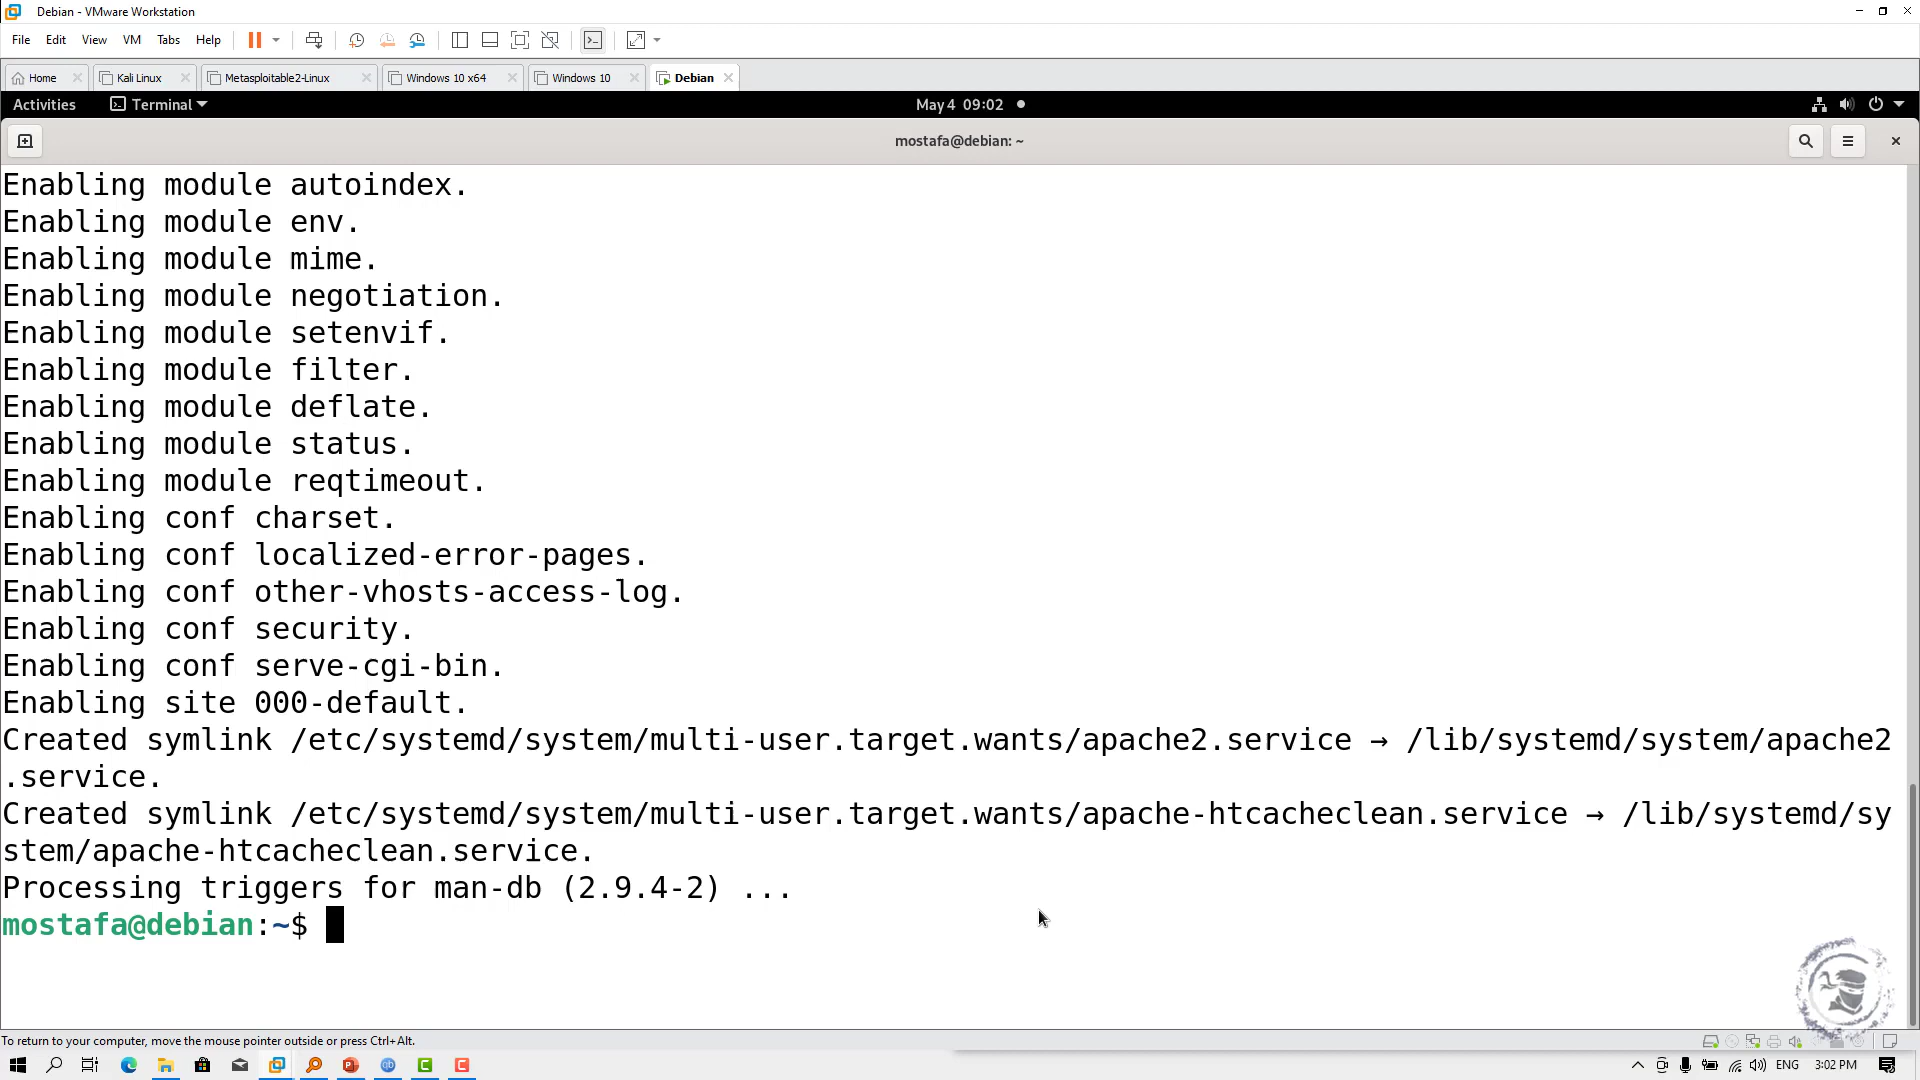 Debian - VMware Workstation
File Edit View VM Tabs Help
Home Kali Linux Metasploitable2-Linux Windows 10 x64 Windows 10 Debian
Activities Terminal May 4 09:02
mostafa@debian: ~
Enabling module autoindex.
Enabling module env.
Enabling module mime.
Enabling module negotiation.
Enabling module setenvif.
Enabling module filter.
Enabling module deflate.
Enabling module status.
Enabling module reqtimeout.
Enabling conf charset.
Enabling conf localized-error-pages.
Enabling conf other-vhosts-access-log.
Enabling conf security.
Enabling conf serve-cgi-bin.
Enabling site 000-default.
Created symlink /etc/systemd/system/multi-user.target.wants/apache2.service → /lib/systemd/system/apache2
.service.
Created symlink /etc/systemd/system/multi-user.target.wants/apache-htcacheclean.service → /lib/systemd/sy
stem/apache-htcacheclean.service.
Processing triggers for man-db (2.9.4-2) ...
mostafa@debian:~$
To return to your computer, move the mouse pointer outside or press Ctrl+Alt.
ENG 3:02 PM